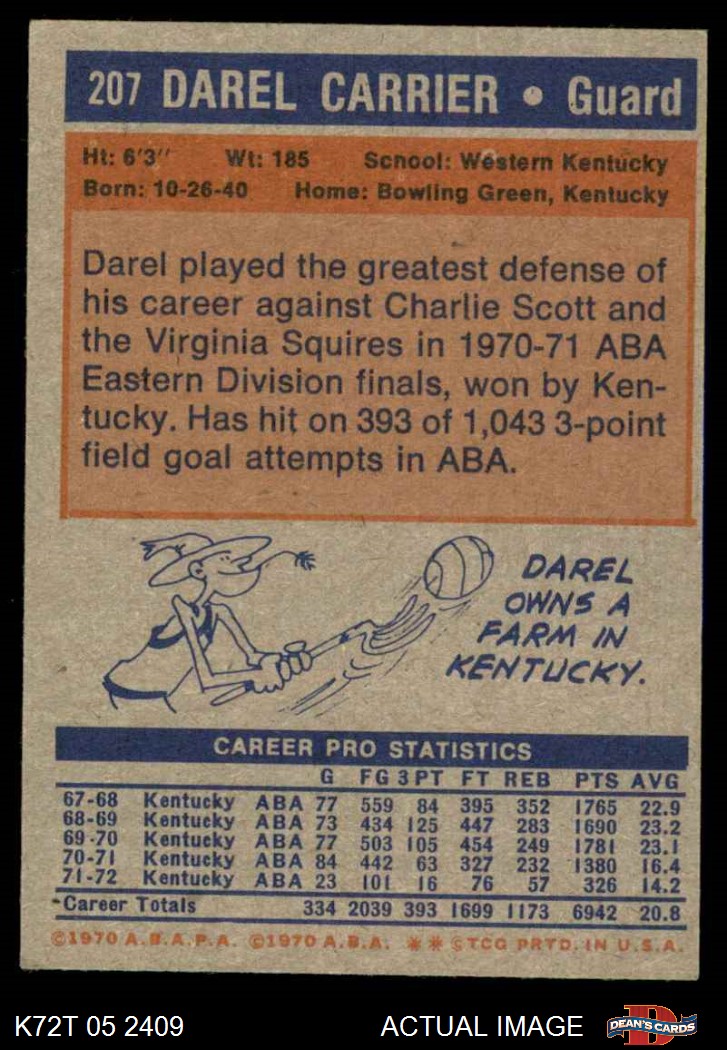 207 DAREL CARRIER • Guard
Ht: 6'3" Wt: 185 School: Western Kentucky
Born: 10-26-40 Home: Bowling Green, Kentucky
Darel played the greatest defense of
his career against Charlie Scott and
the Virginia Squires in 1970-71 ABA
Eastern Division finals, won by Ken-
tucky. Has hit on 393 of 1,043 3-point
field goal attempts in ABA.
DAREL
OWNS A
FARM IN
KENTUCKY.
CAREER PRO STATISTICS
G FG 3 PT FT REB PTS AVG
67-68 Kentucky ABA 77 559 84 395 352 1765 22.9
68-69 Kentucky ABA 73 434 125 447 283 1690 23.2
69-70 Kentucky ABA 77 503 105 454 249 1781 23.1
70-71 Kentucky ABA 84 442 63 327 232 1380 16.4
71-72 Kentucky ABA 23 101 16 76 57 326 14.2
Career Totals 334 2039 393 1699 1173 6942 20.8
©1970 A.B.A.P.A. ©1970 A.B.A. ** ©TCG PRTD. IN U.S.A.
K72T 05 2409 ACTUAL IMAGE D DEAN'S CARDS